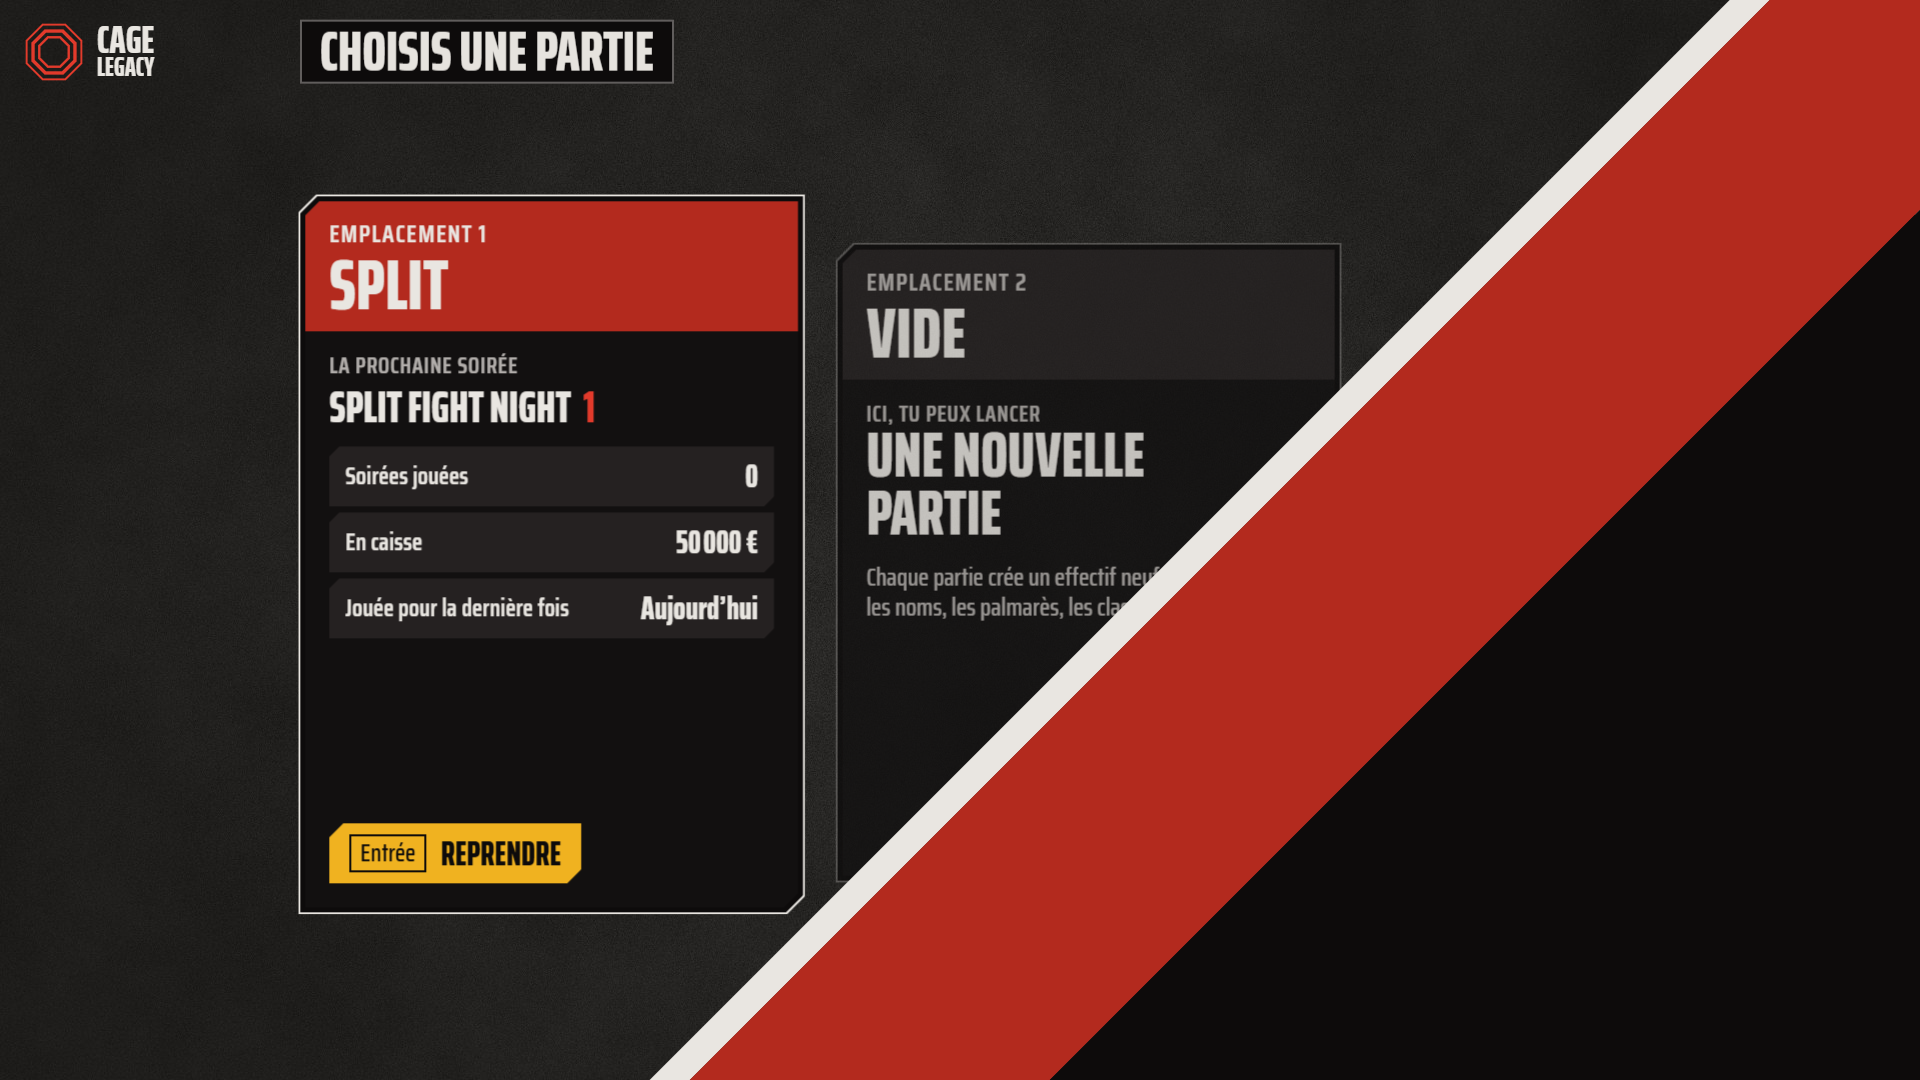 CAGE
LEGACY
CHOISIS UNE PARTIE
EMPLACEMENT 1
SPLIT
LA PROCHAINE SOIRÉE
SPLIT FIGHT NIGHT 1
Soirées jouées 0
En caisse 50 000 €
Jouée pour la dernière fois Aujourd’hui
Entrée REPRENDRE
EMPLACEMENT 2
VIDE
ICI, TU PEUX LANCER
UNE NOUVELLE
PARTIE
Chaque partie crée un effectif neuf
les noms, les palmarès, les